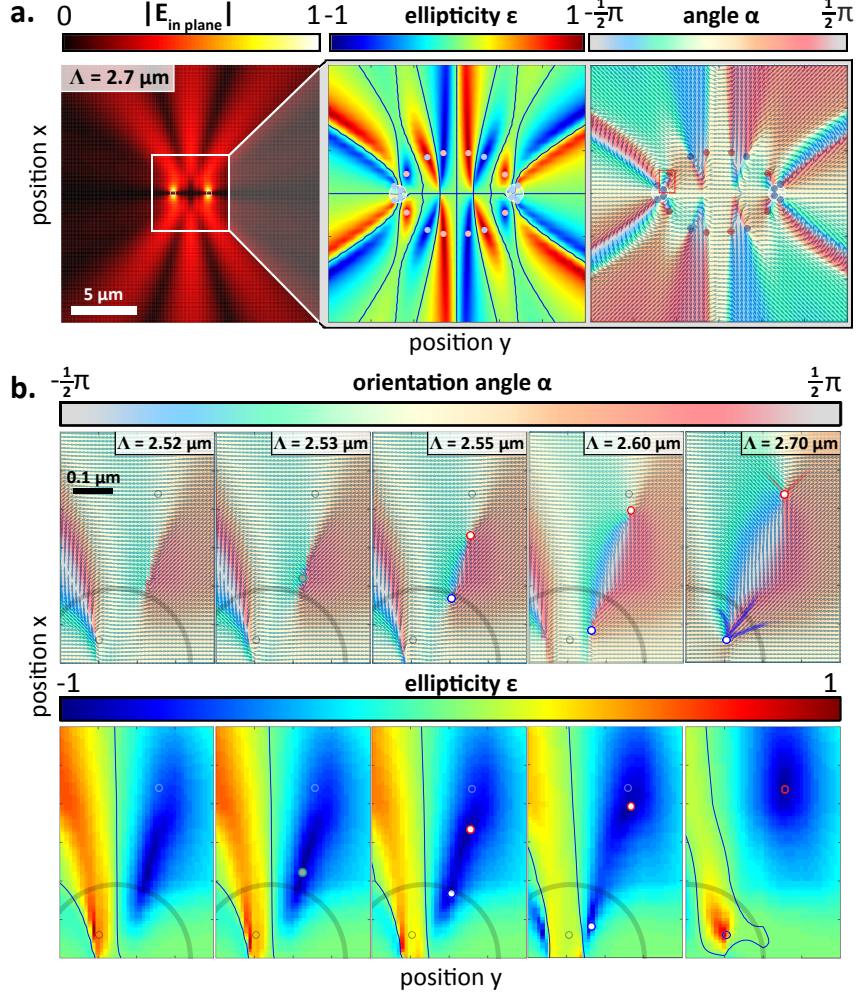 a.
0 |E in plane| 1
-1 ellipticity ε 1
-½π angle α ½π
Λ = 2.7 μm
position x
5 μm
position y
b.
-½π orientation angle α ½π
Λ = 2.52 μm Λ = 2.53 μm Λ = 2.55 μm Λ = 2.60 μm Λ = 2.70 μm
0.1 μm
position x
-1 ellipticity ε 1
position y